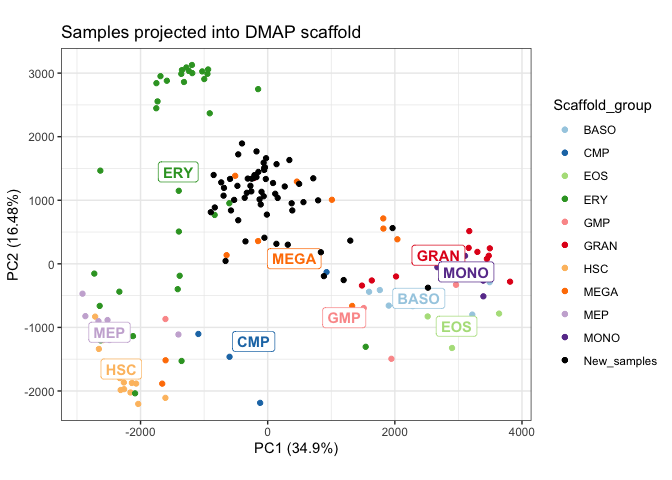 Samples projected into DMAP scaffold
3000
2000
1000
0
-1000
-2000
-2000
0
2000
4000
PC1 (34.9%)
PC2 (16.48%)
ERY
MEGA
GRAN
MONO
BASO
GMP
EOS
MEP
CMP
HSC
Scaffold_group
BASO
CMP
EOS
ERY
GMP
GRAN
HSC
MEGA
MEP
MONO
New_samples